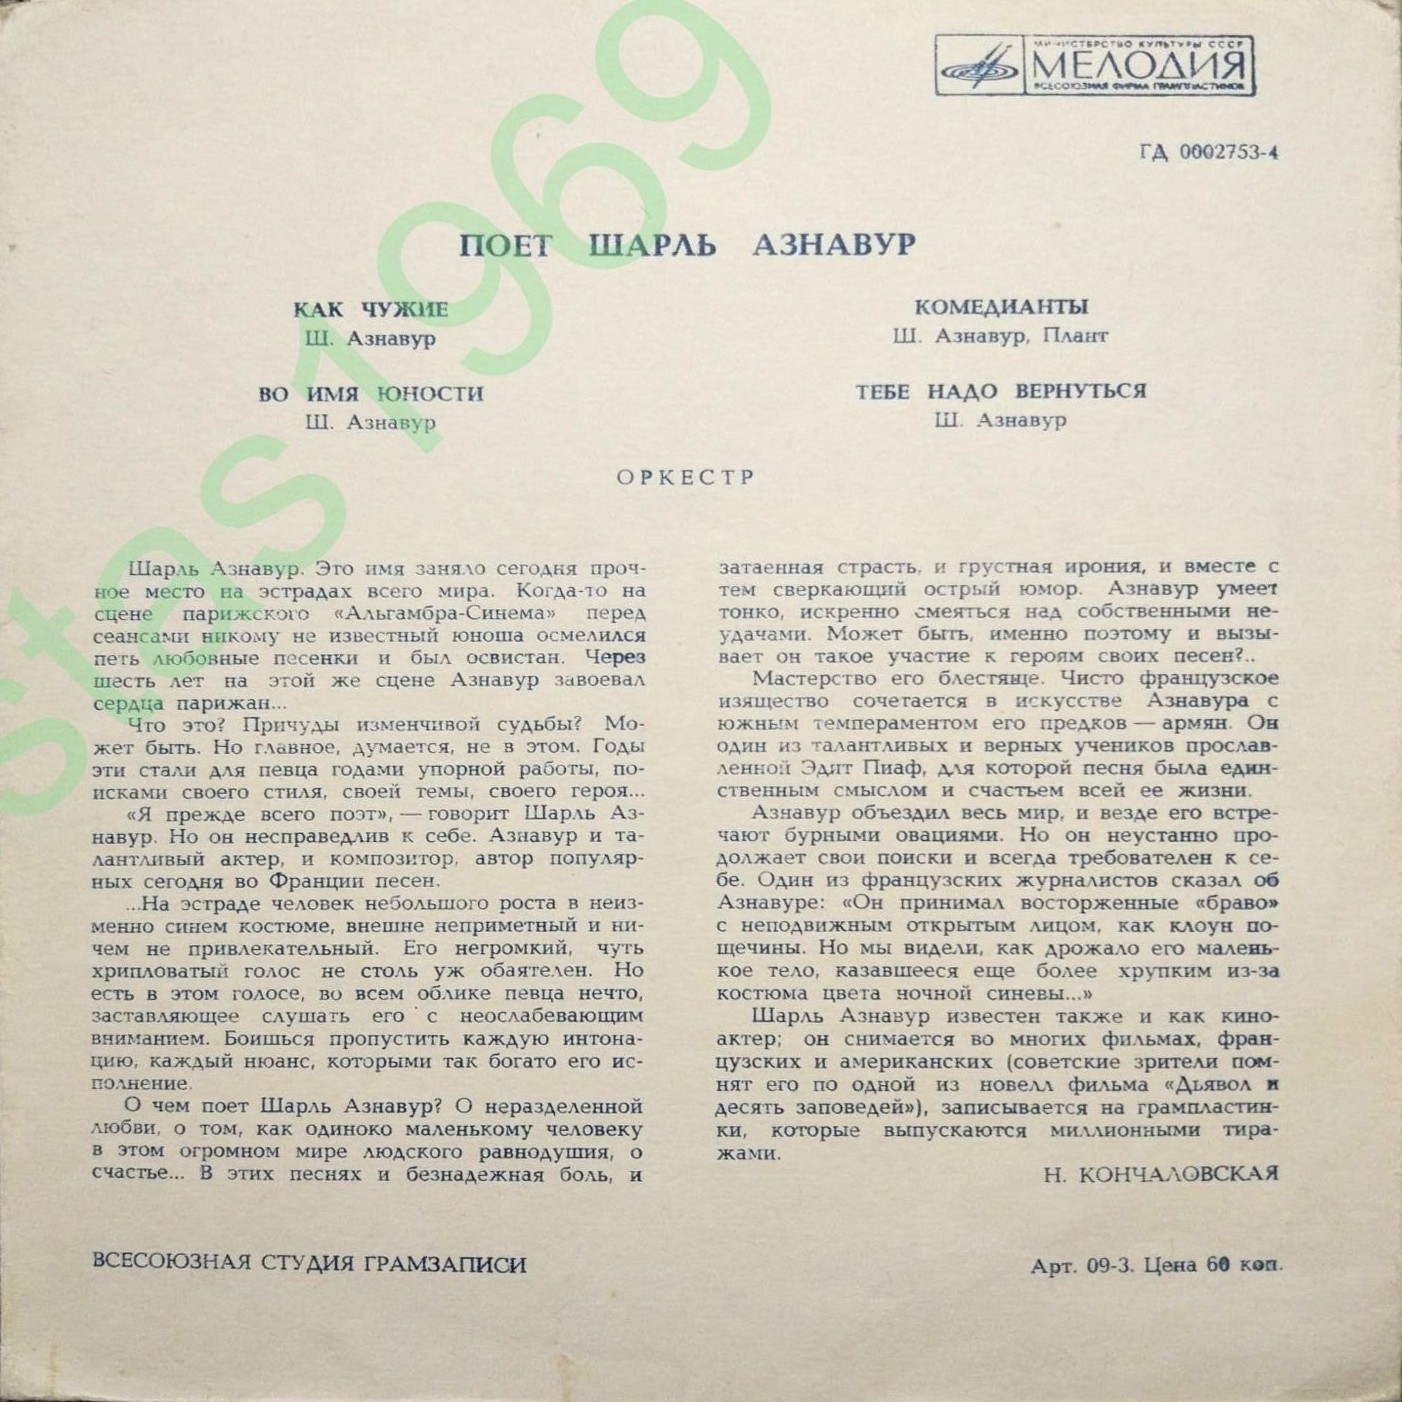 МИНИСТЕРСТВО КУЛЬТУРЫ СССР
МЕЛОДИЯ
ВСЕСОЮЗНАЯ ФИРМА ГРАМПЛАСТИНОК
ГД 0002753-4
ПОЕТ ШАРЛЬ АЗНАВУР
КАК ЧУЖИЕ
Ш. Азнавур
ВО ИМЯ ЮНОСТИ
Ш. Азнавур
КОМЕДИАНТЫ
Ш. Азнавур, Плант
ТЕБЕ НАДО ВЕРНУТЬСЯ
Ш. Азнавур
ОРКЕСТР
Шарль Азнавур. Это имя заняло сегодня проч-
ное место на эстрадах всего мира. Когда-то на
сцене парижского «Альгамбра-Синема» перед
сеансами никому не известный юноша осмелился
петь любовные песенки и был освистан. Через
шесть лет на этой же сцене Азнавур завоевал
сердца парижан...
Что это? Причуды изменчивой судьбы? Мо-
жет быть. Но главное, думается, не в этом. Годы
эти стали для певца годами упорной работы, по-
исками своего стиля, своей темы, своего героя...
«Я прежде всего поэт», — говорит Шарль Аз-
навур. Но он несправедлив к себе. Азнавур и та-
лантливый актер, и композитор, автор популяр-
ных сегодня во Франции песен.
...На эстраде человек небольшого роста в неиз-
менно синем костюме, внешне неприметный и ни-
чем не привлекательный. Его негромкий, чуть
хрипловатый голос не столь уж обаятелен. Но
есть в этом голосе, во всем облике певца нечто,
заставляющее слушать его с неослабевающим
вниманием. Боишься пропустить каждую интона-
цию, каждый нюанс, которыми так богато его ис-
полнение.
О чем поет Шарль Азнавур? О неразделенной
любви, о том, как одиноко маленькому человеку
в этом огромном мире людского равнодушия, о
счастье... В этих песнях и безнадежная боль, и
затаенная страсть, и грустная ирония, и вместе с
тем сверкающий острый юмор. Азнавур умеет
тонко, искренно смеяться над собственными не-
удачами. Может быть, именно поэтому и вызы-
вает он такое участие к героям своих песен?..
Мастерство его блестяще. Чисто французское
изящество сочетается в искусстве Азнавура с
южным темпераментом его предков — армян. Он
один из талантливых и верных учеников прослав-
ленной Эдит Пиаф, для которой песня была един-
ственным смыслом и счастьем всей ее жизни.
Азнавур объездил весь мир, и везде его встре-
чают бурными овациями. Но он неустанно про-
должает свои поиски и всегда требователен к се-
бе. Один из французских журналистов сказал об
Азнавуре: «Он принимал восторженные «браво»
с неподвижным открытым лицом, как клоун по-
щечины. Но мы видели, как дрожало его малень-
кое тело, казавшееся еще более хрупким из-за
костюма цвета ночной синевы...»
Шарль Азнавур известен также и как кино-
актер; он снимается во многих фильмах, фран-
цузских и американских (советские зрители пом-
нят его по одной из новелл фильма «Дьявол и
десять заповедей»), записывается на грампластин-
ки, которые выпускаются миллионными тира-
жами.
Н. КОНЧАЛОВСКАЯ
ВСЕСОЮЗНАЯ СТУДИЯ ГРАМЗАПИСИ
Арт. 09-3. Цена 60 коп.
stas1969